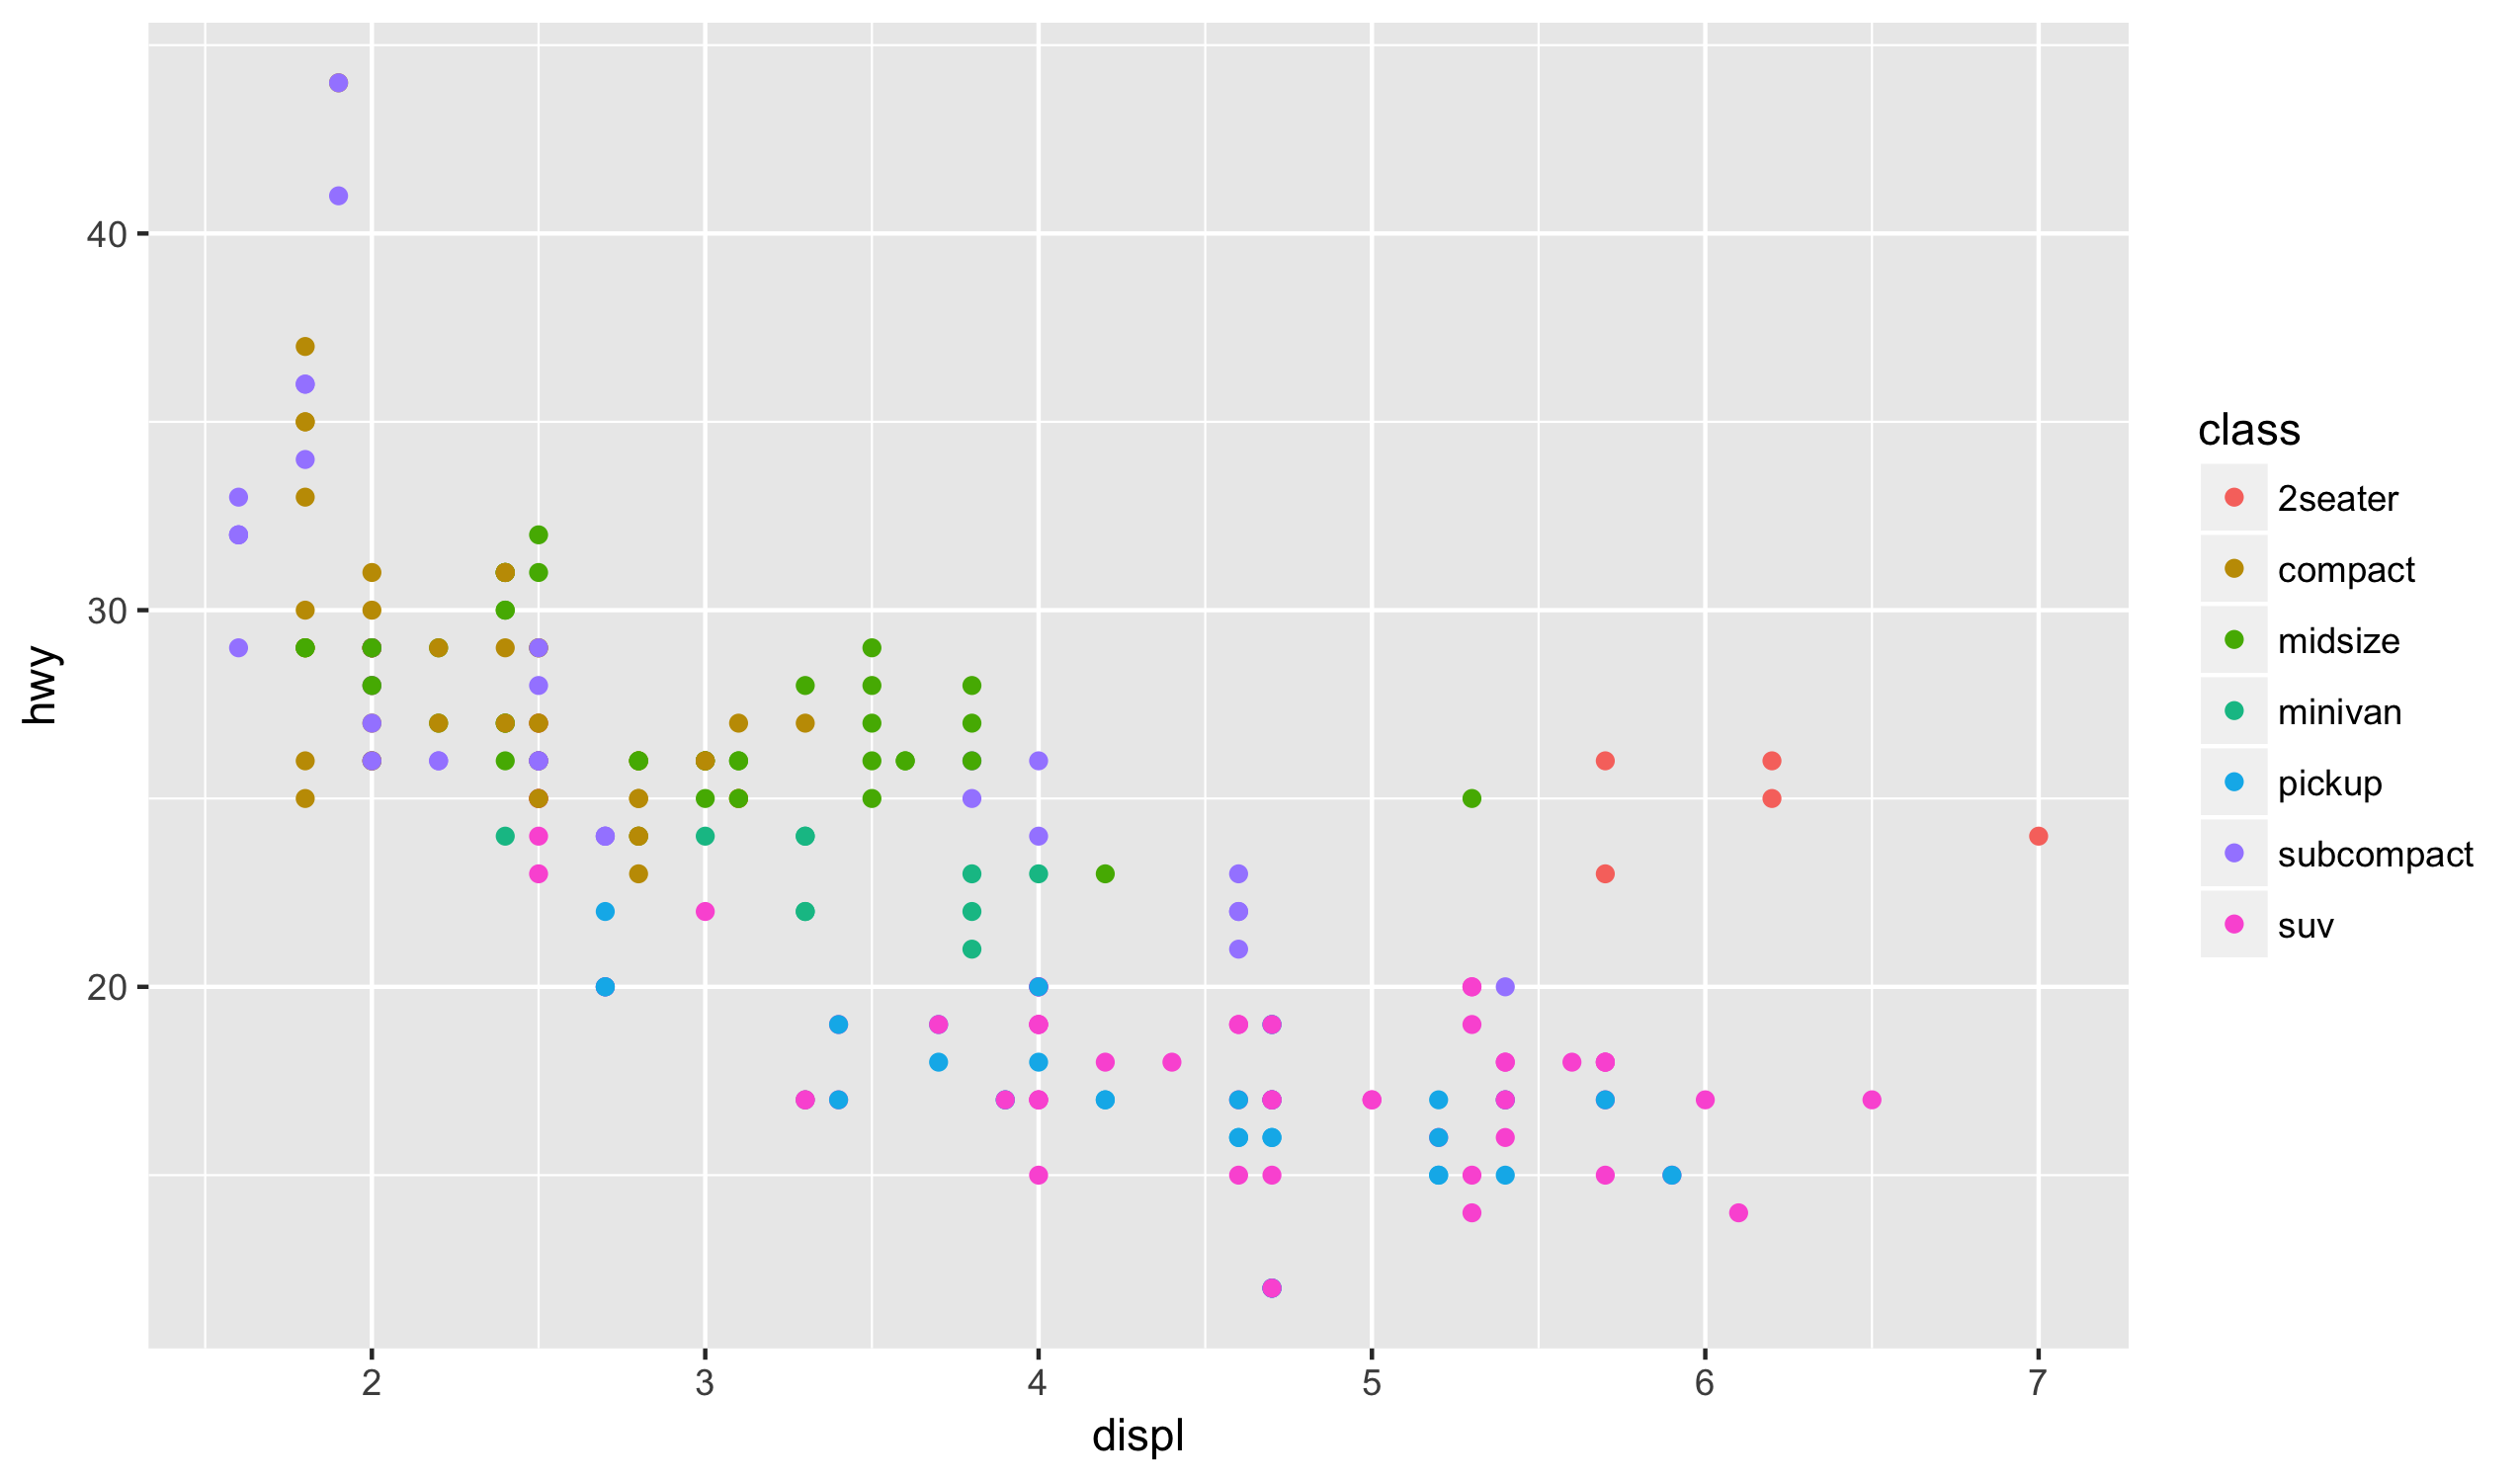 hwy
40
30
20
2 3 4 5 6 7
displ
class
2seater
compact
midsize
minivan
pickup
subcompact
suv